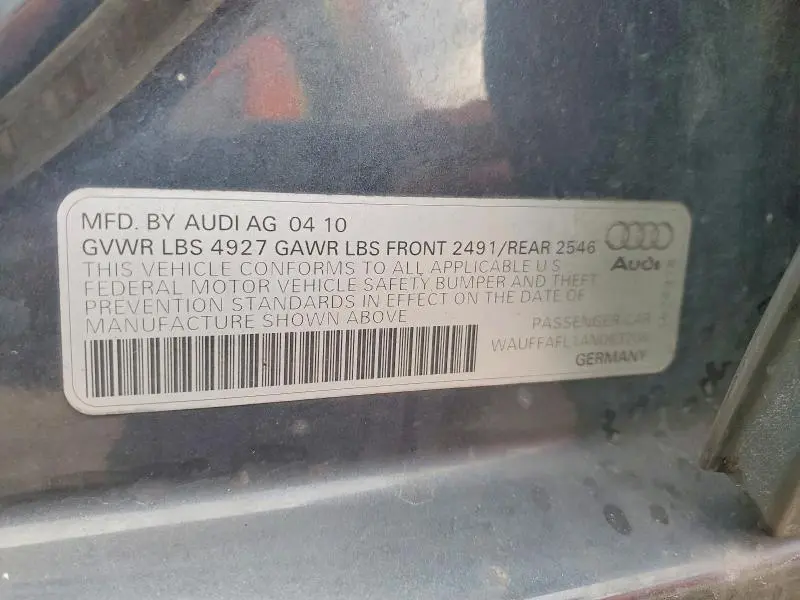 MFD. BY AUDI AG 04 10
GVWR LBS 4927 GAWR LBS FRONT 2491/REAR 2546
Audi
THIS VEHICLE CONFORMS TO ALL APPLICABLE U S
FEDERAL MOTOR VEHICLE SAFETY BUMPER AND THEFT
PREVENTION STANDARDS IN EFFECT ON THE DATE OF
MANUFACTURE SHOWN ABOVE
PASSENGER CAR
GERMANY